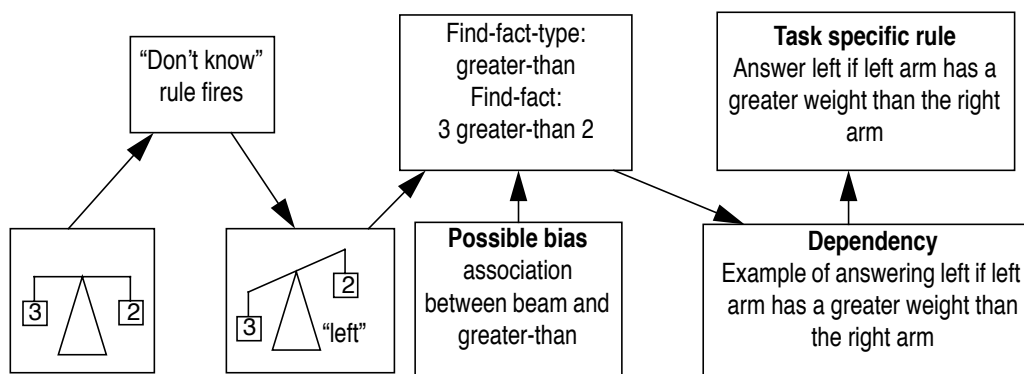 “Don’t know”
rule fires
3
2
3
2
“left”
Find-fact-type:
greater-than
Find-fact:
3 greater-than 2
Possible bias
association
between beam and
greater-than
Dependency
Example of answering left if left
arm has a greater weight than
the right arm
Task specific rule
Answer left if left arm has a
greater weight than the right
arm